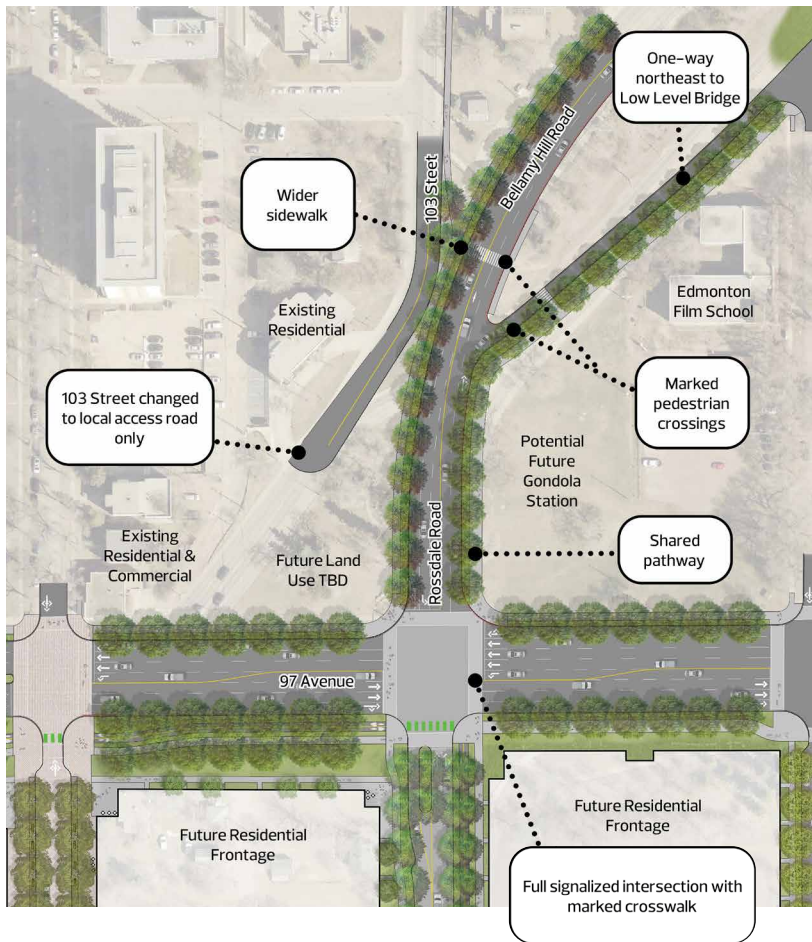 One-way
northeast to
Low Level Bridge
Bellamy Hill Road
103 Street
Wider
sidewalk
Existing
Residential
Edmonton
Film School
103 Street changed
to local access road
only
Marked
pedestrian
crossings
Potential
Future
Gondola
Station
Existing
Residential &
Commercial
Future Land
Use TBD
Rossdale Road
Shared
pathway
97 Avenue
Future Residential
Frontage
Future Residential
Frontage
Full signalized intersection with
marked crosswalk